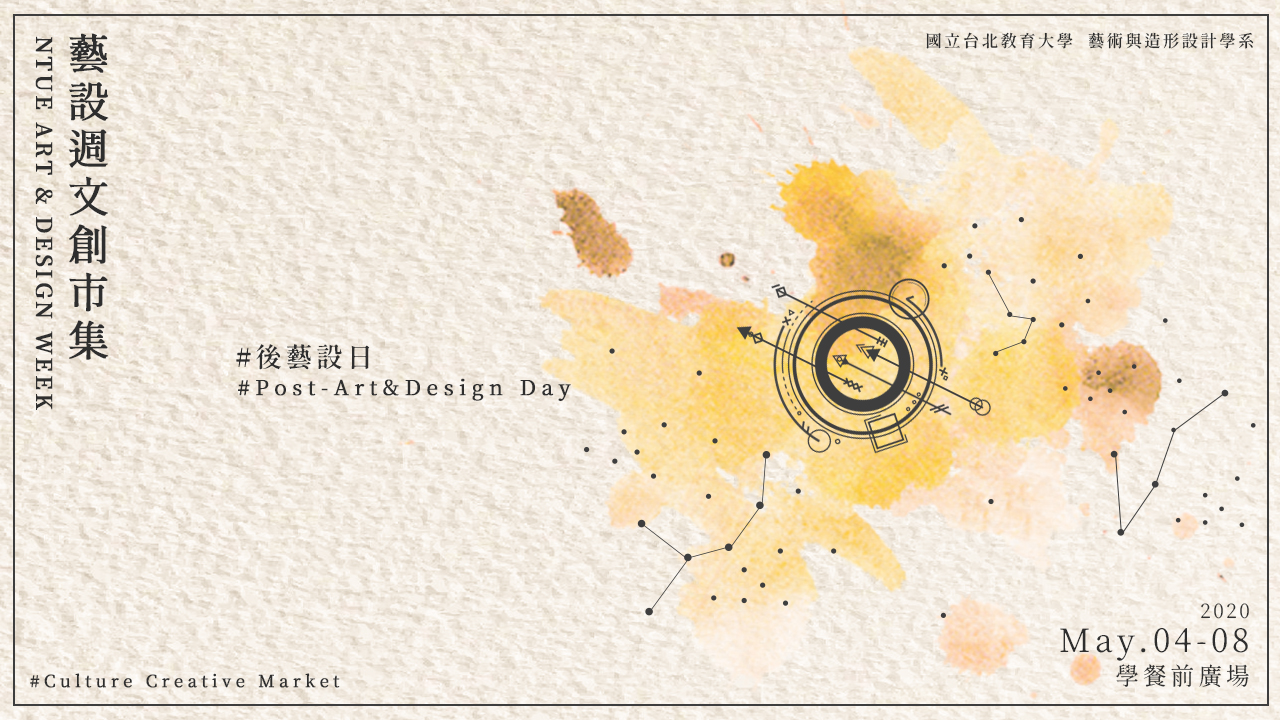 藝設週文創市集
NTUE ART & DESIGN WEEK
國立台北教育大學 藝術與造形設計學系
#後藝設日
#Post-Art&Design Day
2020
May.04-08
學餐前廣場
#Culture Creative Market